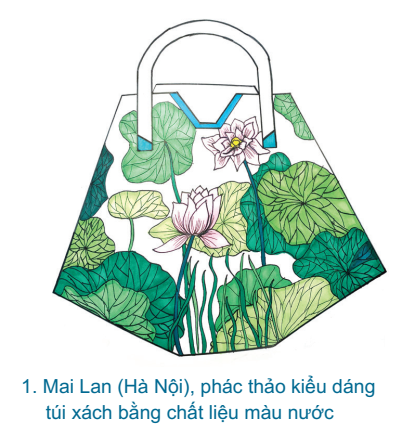 1. Mai Lan (Hà Nội), phác thảo kiểu dáng
túi xách bằng chất liệu màu nước